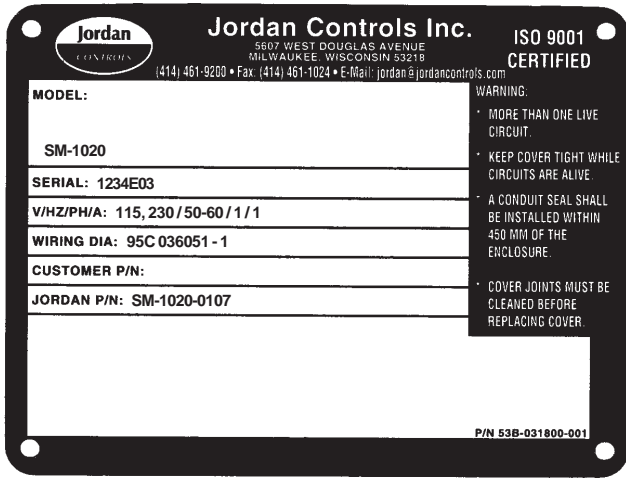 Jordan
CONTROLS
Jordan Controls Inc.
5607 WEST DOUGLAS AVENUE
MILWAUKEE, WISCONSIN 53218
(414) 461-9200 • Fax: (414) 461-1024 • E-Mail: jordan@jordancontrols.com
ISO 9001
CERTIFIED
MODEL:
SM-1020
SERIAL: 1234E03
V/HZ/PH/A: 115, 230 / 50-60 / 1 / 1
WIRING DIA: 95C 036051 - 1
CUSTOMER P/N:
JORDAN P/N: SM-1020-0107
WARNING:
· MORE THAN ONE LIVE
CIRCUIT.
· KEEP COVER TIGHT WHILE
CIRCUITS ARE ALIVE.
· A CONDUIT SEAL SHALL
BE INSTALLED WITHIN
450 MM OF THE
ENCLOSURE.
· COVER JOINTS MUST BE
CLEANED BEFORE
REPLACING COVER.
P/N 53B-031800-001